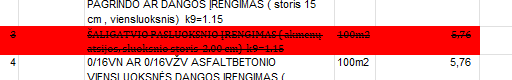 PAGRINDO AR DANGOS ĮRENGIMAS ( storis 15
cm , viensluoksnis)  k9=1.15
3 ŠALIGATVIO PASLUOKSNIO ĮRENGIMAS ( akmens 100m2 5,76
atsijos, sluoksnio storis  2.00 cm)  k9=1.15
4 0/16VN AR 0/16VŽV ASFALTBETONIO 100m2 5,76
VIENSLUOKSNĖS DANGOS ĮRENGIMAS (